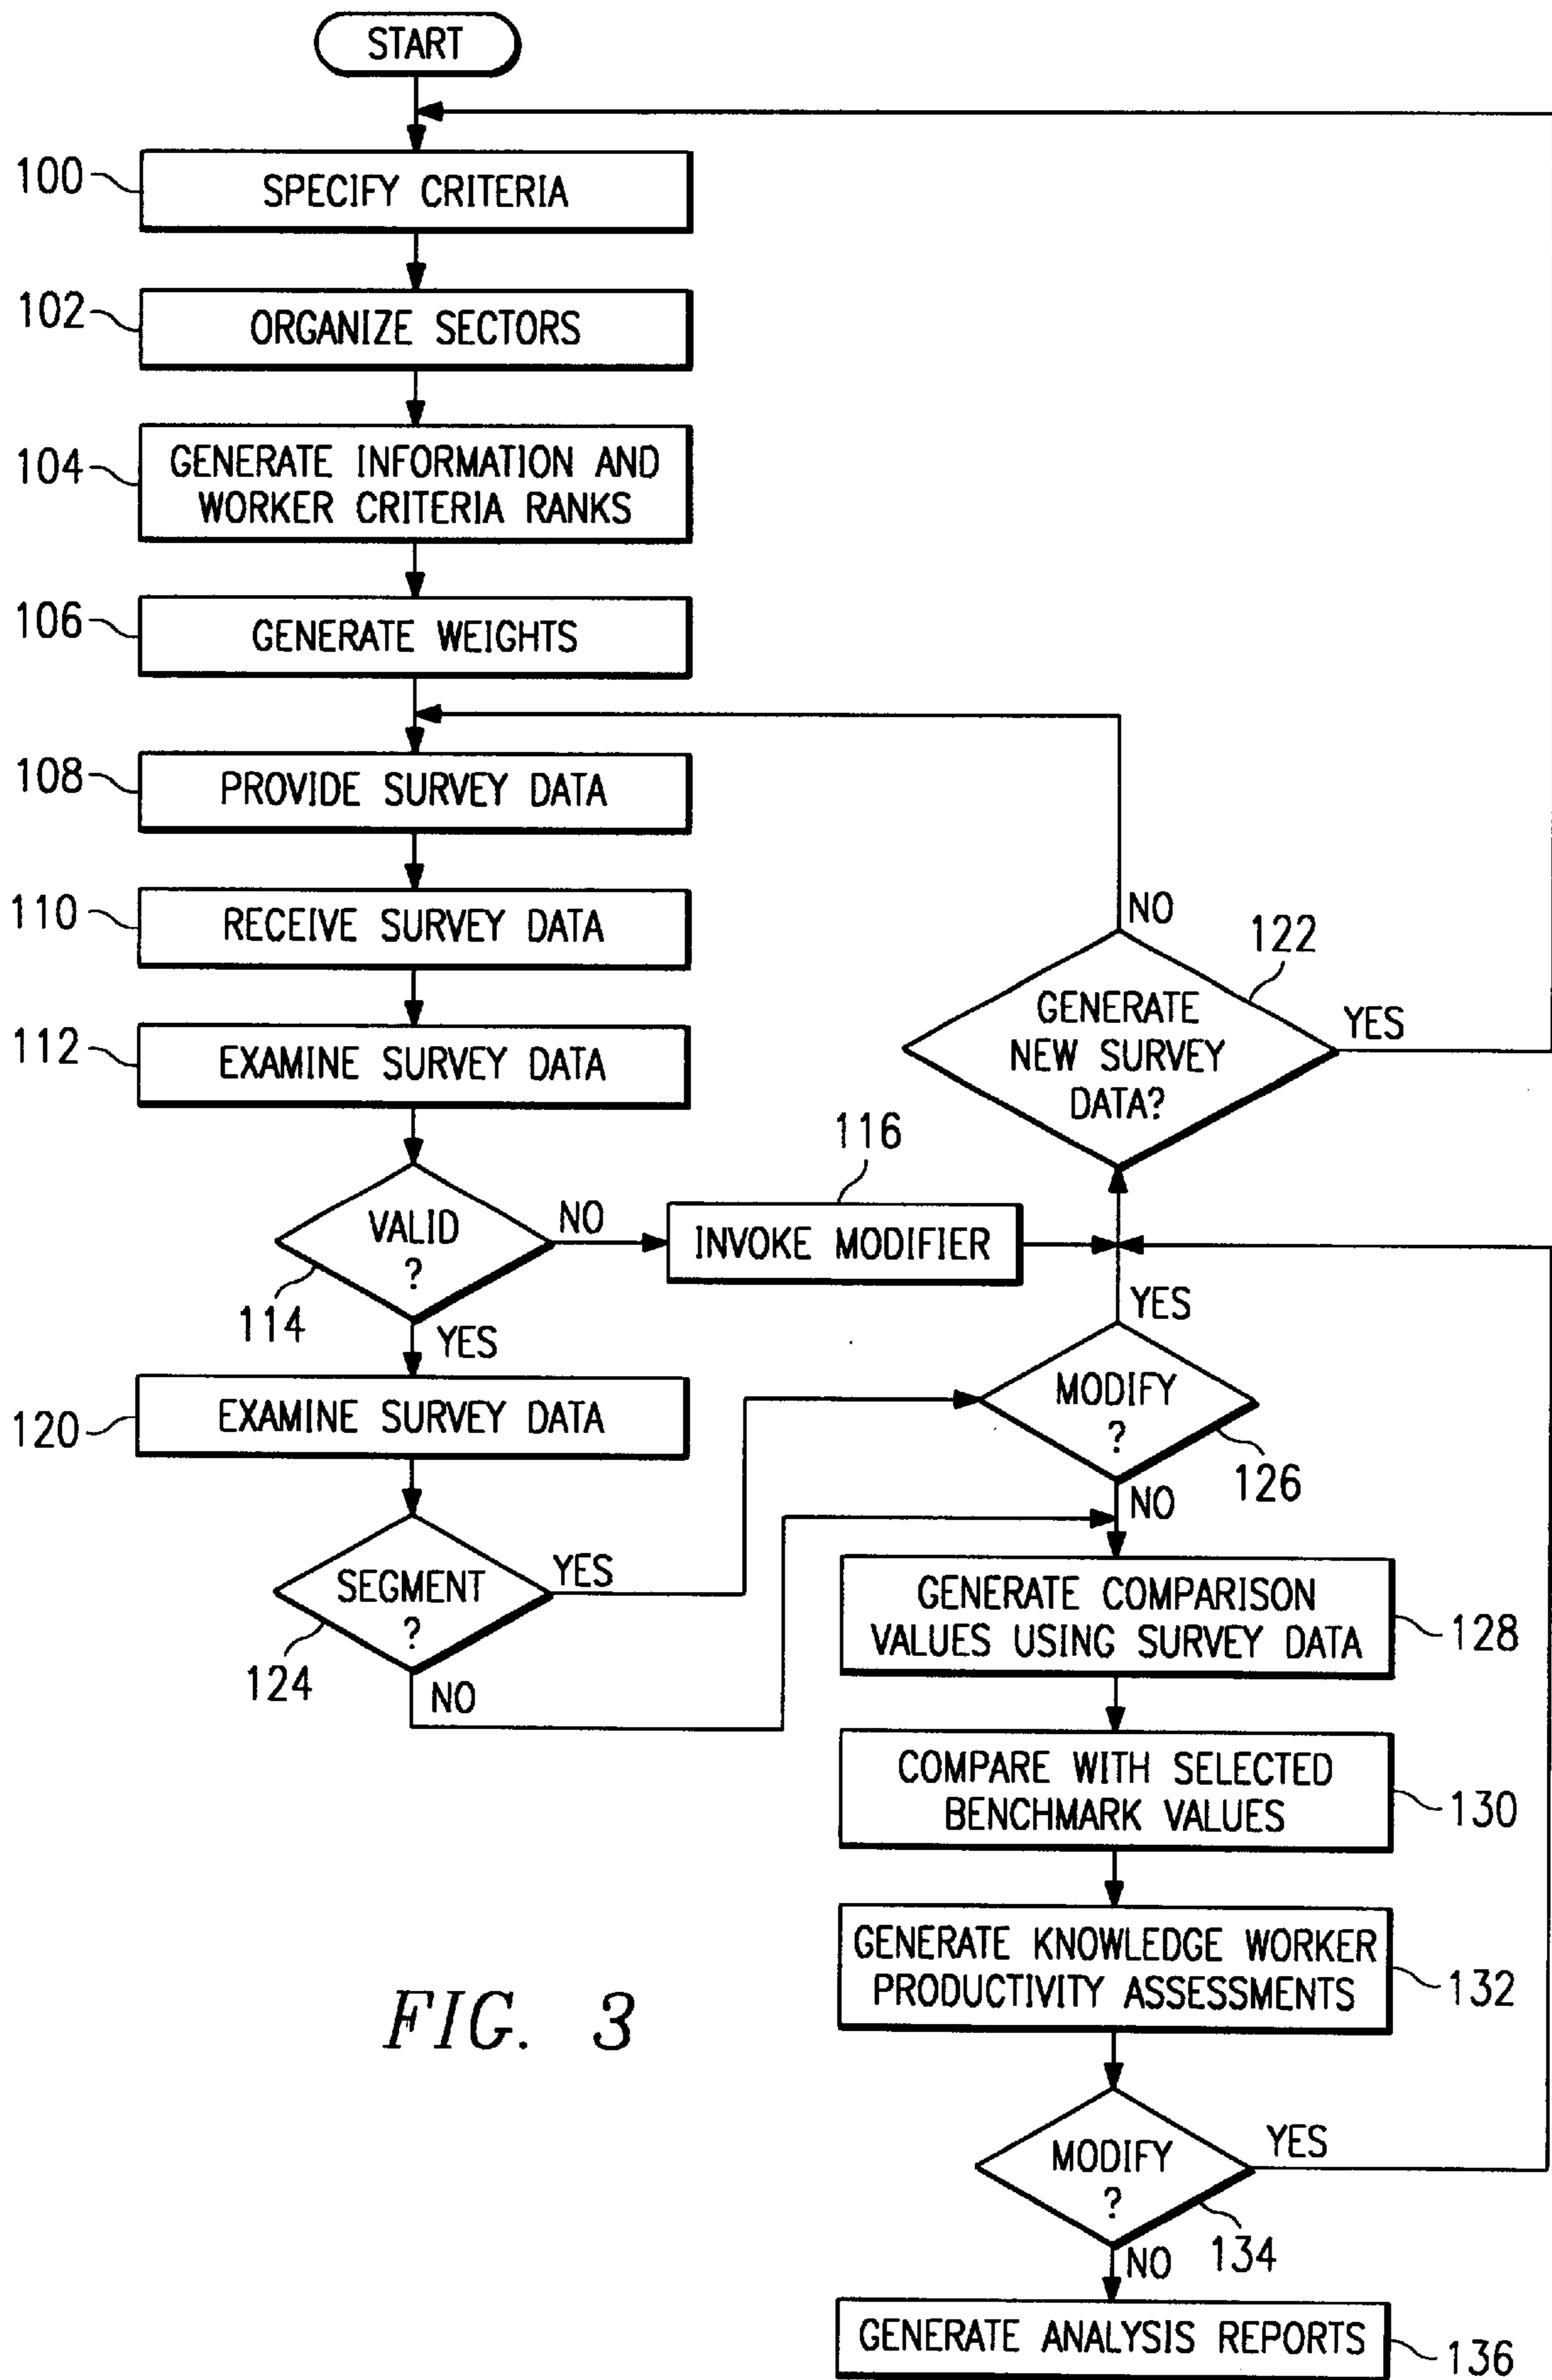 START
100
SPECIFY CRITERIA
102
ORGANIZE SECTORS
104
GENERATE INFORMATION AND
WORKER CRITERIA RANKS
106
GENERATE WEIGHTS
108
PROVIDE SURVEY DATA
110
RECEIVE SURVEY DATA
NO
122
GENERATE
NEW SURVEY
DATA?
YES
112
EXAMINE SURVEY DATA
116
VALID
?
NO
INVOKE MODIFIER
114
YES
YES
120
EXAMINE SURVEY DATA
MODIFY
?
126
NO
SEGMENT
?
YES
124
NO
GENERATE COMPARISON
VALUES USING SURVEY DATA
128
COMPARE WITH SELECTED
BENCHMARK VALUES
130
GENERATE KNOWLEDGE WORKER
PRODUCTIVITY ASSESSMENTS
132
FIG. 3
MODIFY
?
YES
134
NO
GENERATE ANALYSIS REPORTS
136